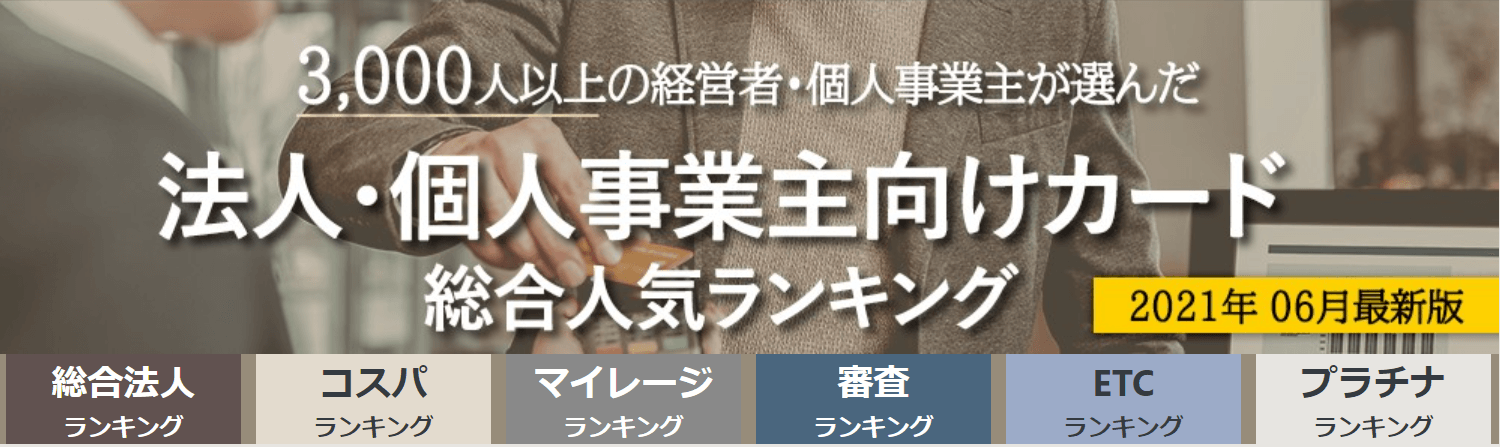 3,000人以上の経営者・個人事業主が選んだ
法人・個人事業主向けカード
総合人気ランキング
2021年 06月最新版
総合法人
ランキング
コスパ
ランキング
マイレージ
ランキング
審査
ランキング
ETC
ランキング
プラチナ
ランキング